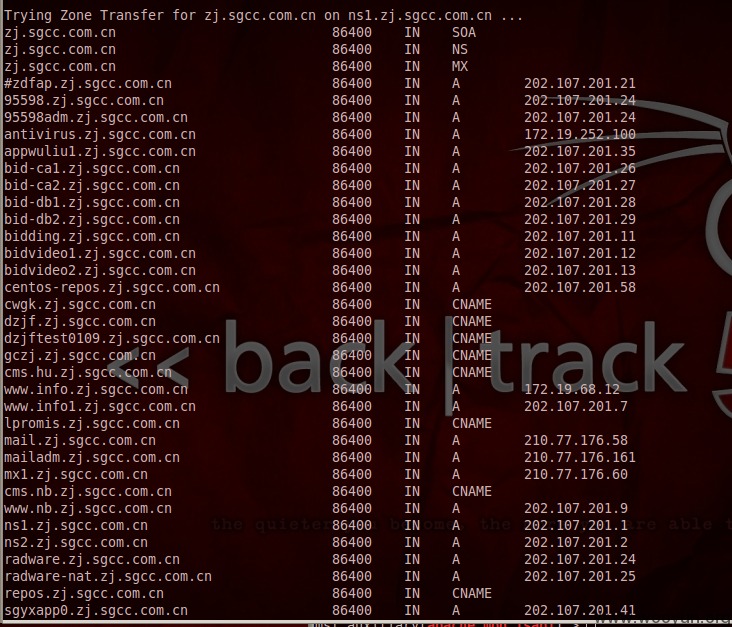 Trying Zone Transfer for zj.sgcc.com.cn on ns1.zj.sgcc.com.cn ...
zj.sgcc.com.cn 86400 IN SOA
zj.sgcc.com.cn 86400 IN NS
zj.sgcc.com.cn 86400 IN MX
#zdfap.zj.sgcc.com.cn 86400 IN A 202.107.201.21
95598.zj.sgcc.com.cn 86400 IN A 202.107.201.24
95598adm.zj.sgcc.com.cn 86400 IN A 202.107.201.24
antivirus.zj.sgcc.com.cn 86400 IN A 172.19.252.100
appwuliu1.zj.sgcc.com.cn 86400 IN A 202.107.201.35
bid-ca1.zj.sgcc.com.cn 86400 IN A 202.107.201.26
bid-ca2.zj.sgcc.com.cn 86400 IN A 202.107.201.27
bid-db1.zj.sgcc.com.cn 86400 IN A 202.107.201.28
bid-db2.zj.sgcc.com.cn 86400 IN A 202.107.201.29
bidding.zj.sgcc.com.cn 86400 IN A 202.107.201.11
bidvideo1.zj.sgcc.com.cn 86400 IN A 202.107.201.12
bidvideo2.zj.sgcc.com.cn 86400 IN A 202.107.201.13
centos-repos.zj.sgcc.com.cn 86400 IN A 202.107.201.58
cwgk.zj.sgcc.com.cn 86400 IN CNAME
dzjf.zj.sgcc.com.cn 86400 IN CNAME
dzjftest0109.zj.sgcc.com.cn 86400 IN CNAME
gczj.zj.sgcc.com.cn 86400 IN CNAME
cms.hu.zj.sgcc.com.cn 86400 IN CNAME
<< back|track 5
www.info.zj.sgcc.com.cn 86400 IN A 172.19.68.12
www.info1.zj.sgcc.com.cn 86400 IN A 202.107.201.7
lpromis.zj.sgcc.com.cn 86400 IN CNAME
mail.zj.sgcc.com.cn 86400 IN A 210.77.176.58
mailadm.zj.sgcc.com.cn 86400 IN A 210.77.176.161
mx1.zj.sgcc.com.cn 86400 IN A 210.77.176.60
cms.nb.zj.sgcc.com.cn 86400 IN CNAME
www.nb.zj.sgcc.com.cn 86400 IN A 202.107.201.9
ns1.zj.sgcc.com.cn 86400 IN A 202.107.201.1
the quieter become, the are able
ns2.zj.sgcc.com.cn 86400 IN A 202.107.201.2
radware.zj.sgcc.com.cn 86400 IN A 202.107.201.24
radware-nat.zj.sgcc.com.cn 86400 IN A 202.107.201.25
repos.zj.sgcc.com.cn 86400 IN CNAME
sgyxapp0.zj.sgcc.com.cn 86400 IN A 202.107.201.41